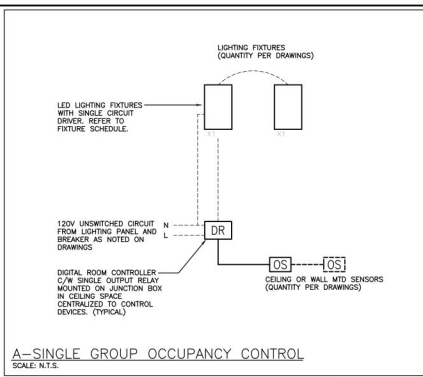 LIGHTING FIXTURES
(QUANTITY PER DRAWINGS)
LED LIGHTING FIXTURES
WITH SINGLE CIRCUIT
DRIVER. REFER TO
FIXTURE SCHEDULE.
X1
X1
120V UNSWITCHED CIRCUIT
FROM LIGHTING PANEL AND
BREAKER AS NOTED ON
DRAWINGS
N
L
DR
DIGITAL ROOM CONTROLLER
C/W SINGLE OUTPUT RELAY
MOUNTED ON JUNCTION BOX
IN CEILING SPACE
CENTRALIZED TO CONTROL
DEVICES. (TYPICAL)
OS
OS
CEILING OR WALL MTD SENSORS
(QUANTITY PER DRAWINGS)
A-SINGLE GROUP OCCUPANCY CONTROL
SCALE: N.T.S.